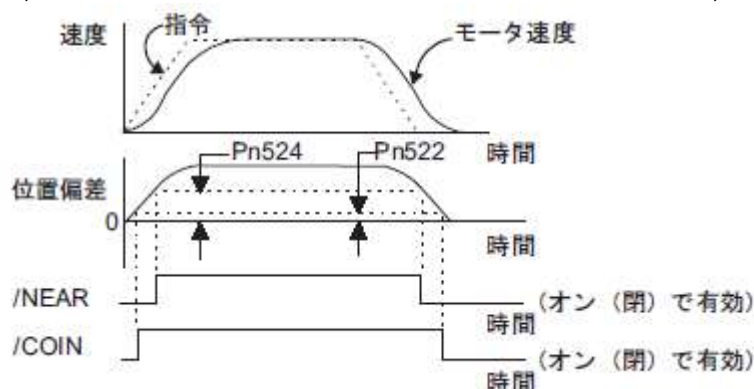 速度
指令
モータ速度
時間
Pn524
Pn522
位置偏差
0
時間
/NEAR
(オン（閉）で有効)
時間
/COIN
(オン（閉）で有効)
時間